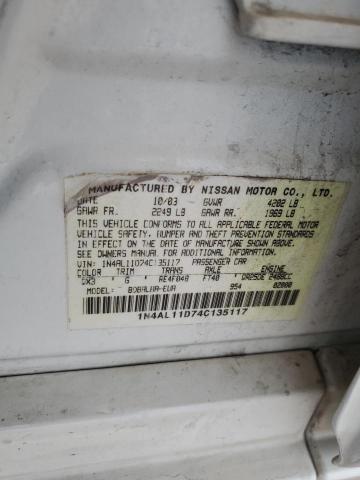 MANUFACTURED BY NISSAN MOTOR CO., LTD.
DATE 10/03 GVWR 4202 LB
GAWR FR. 2249 LB GAWR RR. 1969 LB
THIS VEHICLE CONFORMS TO ALL APPLICABLE FEDERAL MOTOR
VEHICLE SAFETY, BUMPER AND THEFT PREVENTION STANDARDS
IN EFFECT ON THE DATE OF MANUFACTURE SHOWN ABOVE.
SEE OWNERS MANUAL FOR ADDITIONAL INFORMATION.
VIN: 1N4AL11D74C135117 PASSENGER CAR
COLOR TRIM TRANS AXLE ENGINE
QX3 G RE4F04B FT40 QR25DE 2488CC
MODEL: 954 02000
1N4AL11D74C135117